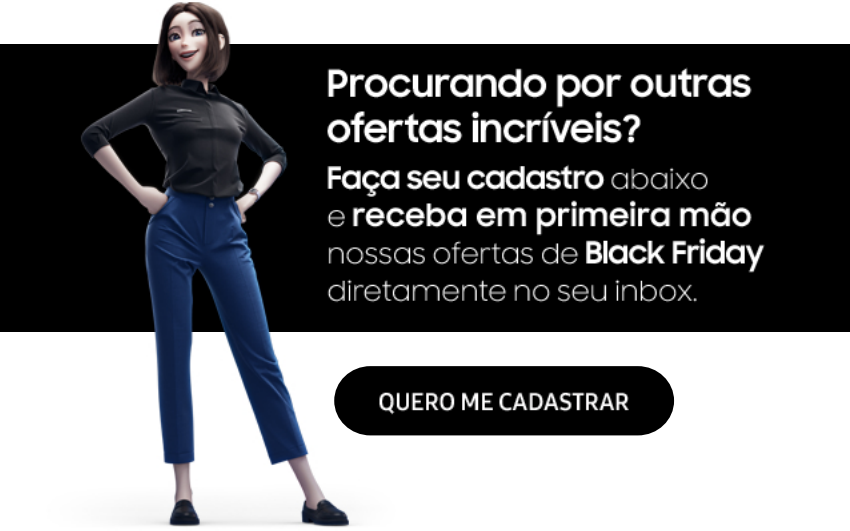 Procurando por outras
ofertas incríveis?
Faça seu cadastro abaixo
e receba em primeira mão
nossas ofertas de Black Friday
diretamente no seu inbox.
QUERO ME CADASTRAR